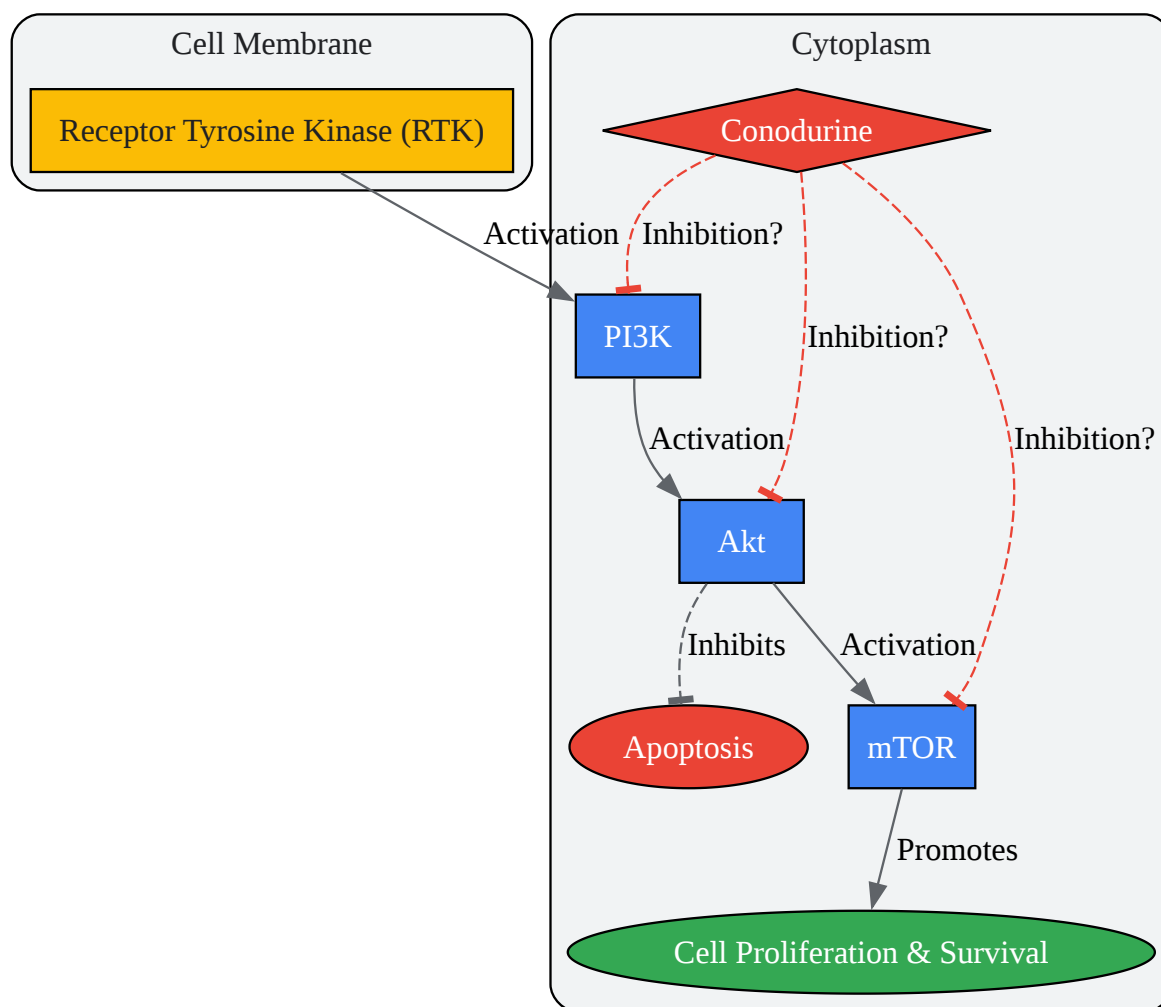 Cell Membrane
Cytoplasm
Receptor Tyrosine Kinase (RTK)
Conodurine
Activation
Inhibition?
PI3K
Inhibition?
Activation
Inhibition?
Akt
Inhibits
Activation
Apoptosis
mTOR
Promotes
Cell Proliferation & Survival